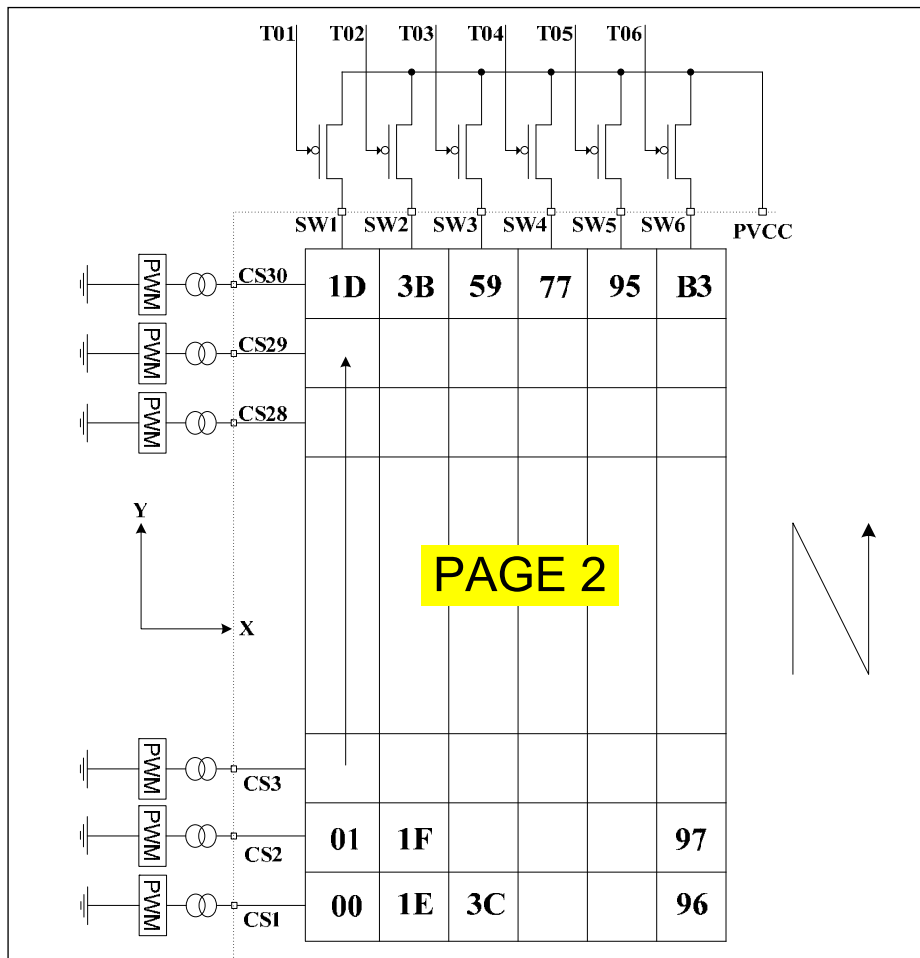 T01 T02 T03 T04 T05 T06
SW1 SW2 SW3 SW4 SW5 SW6 PVCC
PWM CS30 1D 3B 59 77 95 B3
PWM CS29
PWM CS28
Y
PAGE 2
X
PWM CS3
PWM CS2 01 1F 97
PWM CS1 00 1E 3C 96